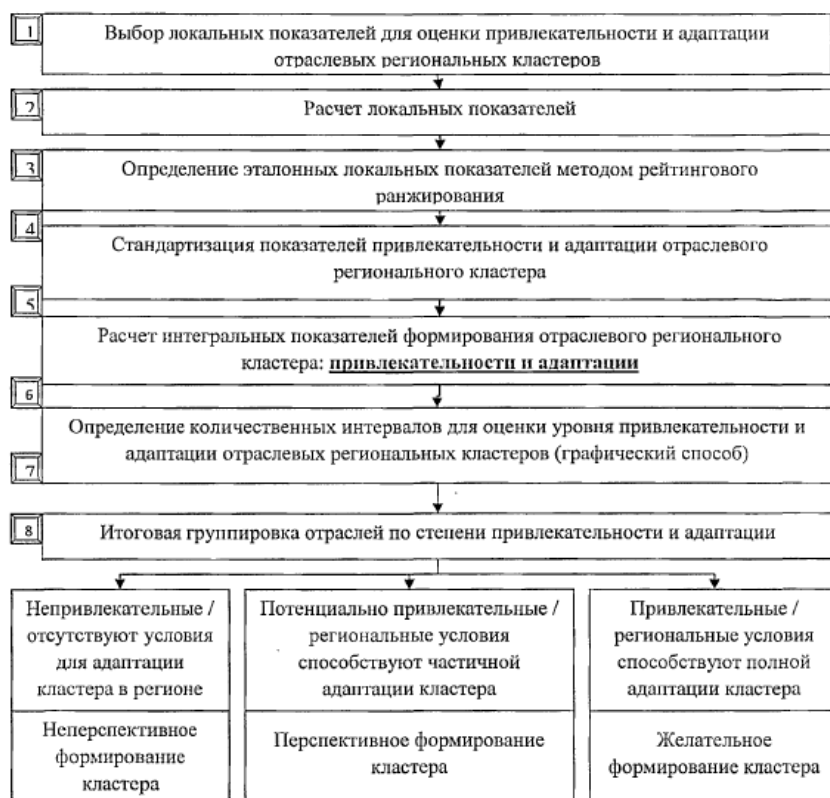 1
Выбор локальных показателей для оценки привлекательности и адаптации
отраслевых региональных кластеров
2
Расчет локальных показателей
3
Определение эталонных локальных показателей методом рейтингового
ранжирования
4
Стандартизация показателей привлекательности и адаптации отраслевого
регионального кластера
5
Расчет интегральных показателей формирования отраслевого регионального
кластера: привлекательности и адаптации
6
Определение количественных интервалов для оценки уровня привлекательности и
адаптации отраслевых региональных кластеров (графический способ)
7
8
Итоговая группировка отраслей по степени привлекательности и адаптации
Непривлекательные /
отсутствуют условия
для адаптации
кластера в регионе
Неперспективное
формирование
кластера
Потенциально привлекательные /
региональные условия
способствуют частичной
адаптации кластера
Перспективное формирование
кластера
Привлекательные /
региональные условия
способствуют полной
адаптации кластера
Желательное
формирование кластера